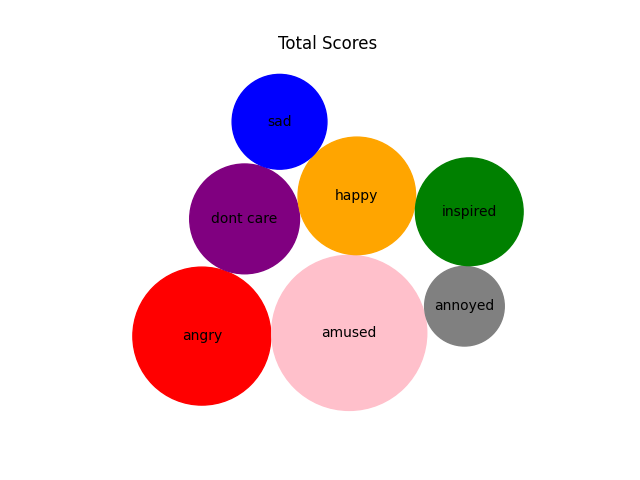 Total Scores
sad
happy
dont care
inspired
annoyed
angry
amused